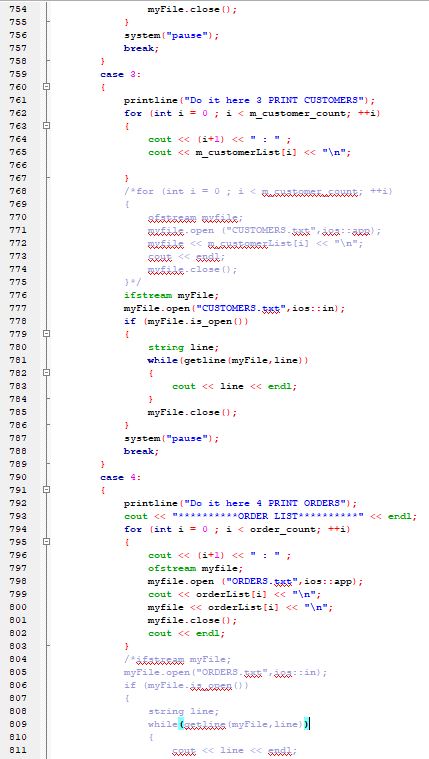 754 myFile.close();
755 }
756 system("pause");
757 break;
758 }
759 case 3:
760 {
761 printline("Do it here 3 PRINT CUSTOMERS");
762 for (int i = 0 ; i < m_customer_count; ++i)
763 {
764 cout << (i+1) << " : " ;
765 cout << m_customerList[i] << "\n";
766
767 }
768 /*for (int i = 0 ; i < m_customer_count; ++i)
769 {
770 ofstream myfile;
771 myfile.open ("CUSTOMERS.txt",ios::app);
772 myfile << m_customerList[i] << "\n";
773 cout << endl;
774 myfile.close();
775 }*/
776 ifstream myFile;
777 myFile.open("CUSTOMERS.txt",ios::in);
778 if (myFile.is_open())
779 {
780 string line;
781 while(getline(myFile,line))
782 {
783 cout << line << endl;
784 }
785 myFile.close();
786 }
787 system("pause");
788 break;
789 }
790 case 4:
791 {
792 printline("Do it here 4 PRINT ORDERS");
793 cout << "**********ORDER LIST**********" << endl;
794 for (int i = 0 ; i < order_count; ++i)
795 {
796 cout << (i+1) << " : " ;
797 ofstream myfile;
798 myfile.open ("ORDERS.txt",ios::app);
799 cout << orderList[i] << "\n";
800 myfile << orderList[i] << "\n";
801 myfile.close();
802 cout << endl;
803 }
804 /*ifstream myFile;
805 myFile.open("ORDERS.txt",ios::in);
806 if (myFile.is_open())
807 {
808 string line;
809 while(getline(myFile,line))
810 {
811 cout << line << endl;